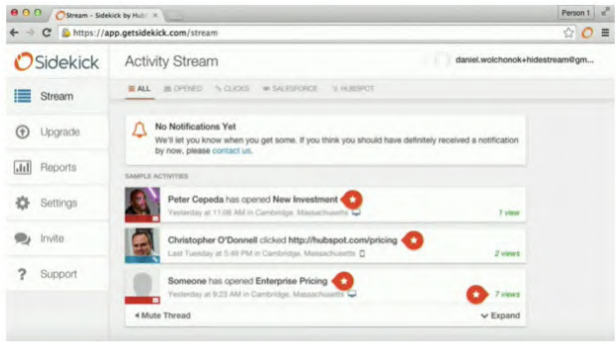 Stream - Sidekick by Hub
Person 1
https://app.getsidekick.com/stream
Sidekick
Activity Stream
daniel.wolchonok+hidestream@gm...
ALL OPENED CLICKS SALESFORCE HUBSPOT
Stream
Upgrade
Reports
Settings
Invite
Support
No Notifications Yet
We'll let you know when you get some. If you think you should have definitely received a notification
by now, please contact us.
SAMPLE ACTIVITIES
Peter Cepeda has opened New Investment
Yesterday at 11:08 AM in Cambridge, Massachusetts
1 view
Christopher O'Donnell clicked http://hubspot.com/pricing
Last Tuesday at 5:49 PM in Cambridge, Massachusetts
2 views
Someone has opened Enterprise Pricing
Yesterday at 9:23 AM in Cambridge, Massachusetts
7 views
Mute Thread
Expand